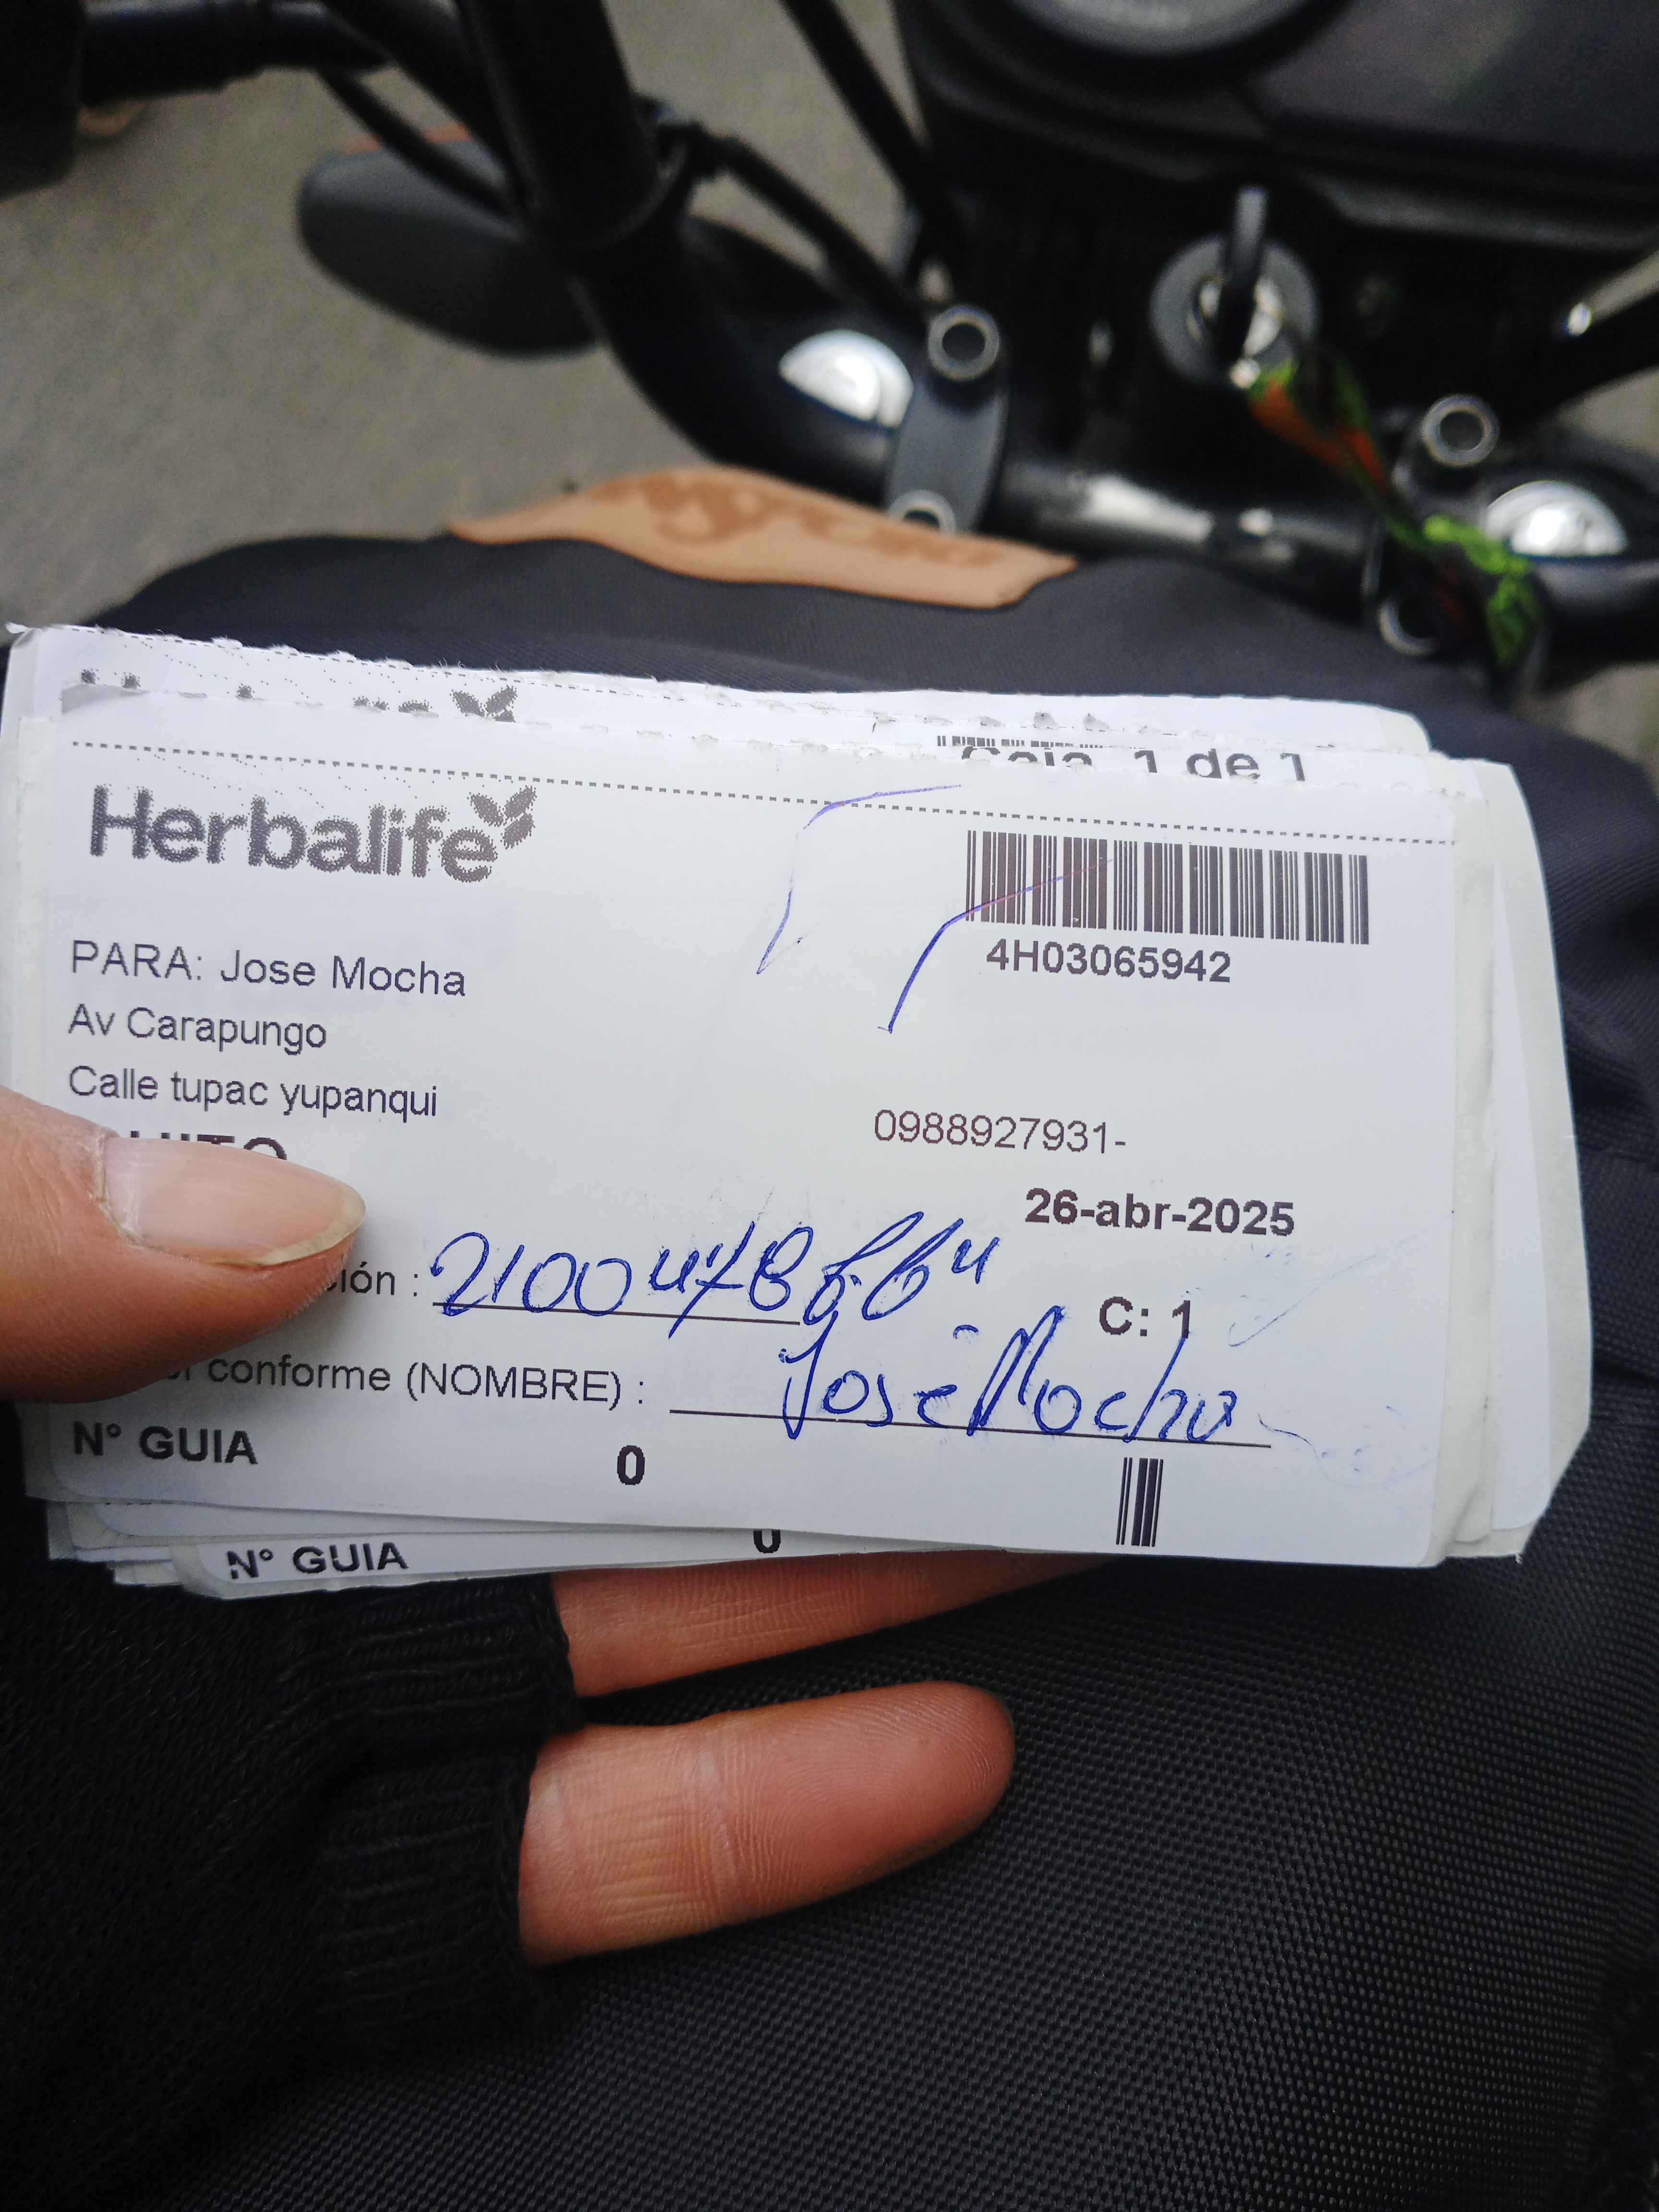 Caja 1 de 1
Herbalife
4H03065942
PARA: Jose Mocha
Av Carapungo
Calle tupac yupanqui
0988927931-
26-abr-2025
ión :
C: 1
conforme (NOMBRE) : José Mocha
N° GUIA 0
N° GUIA 0